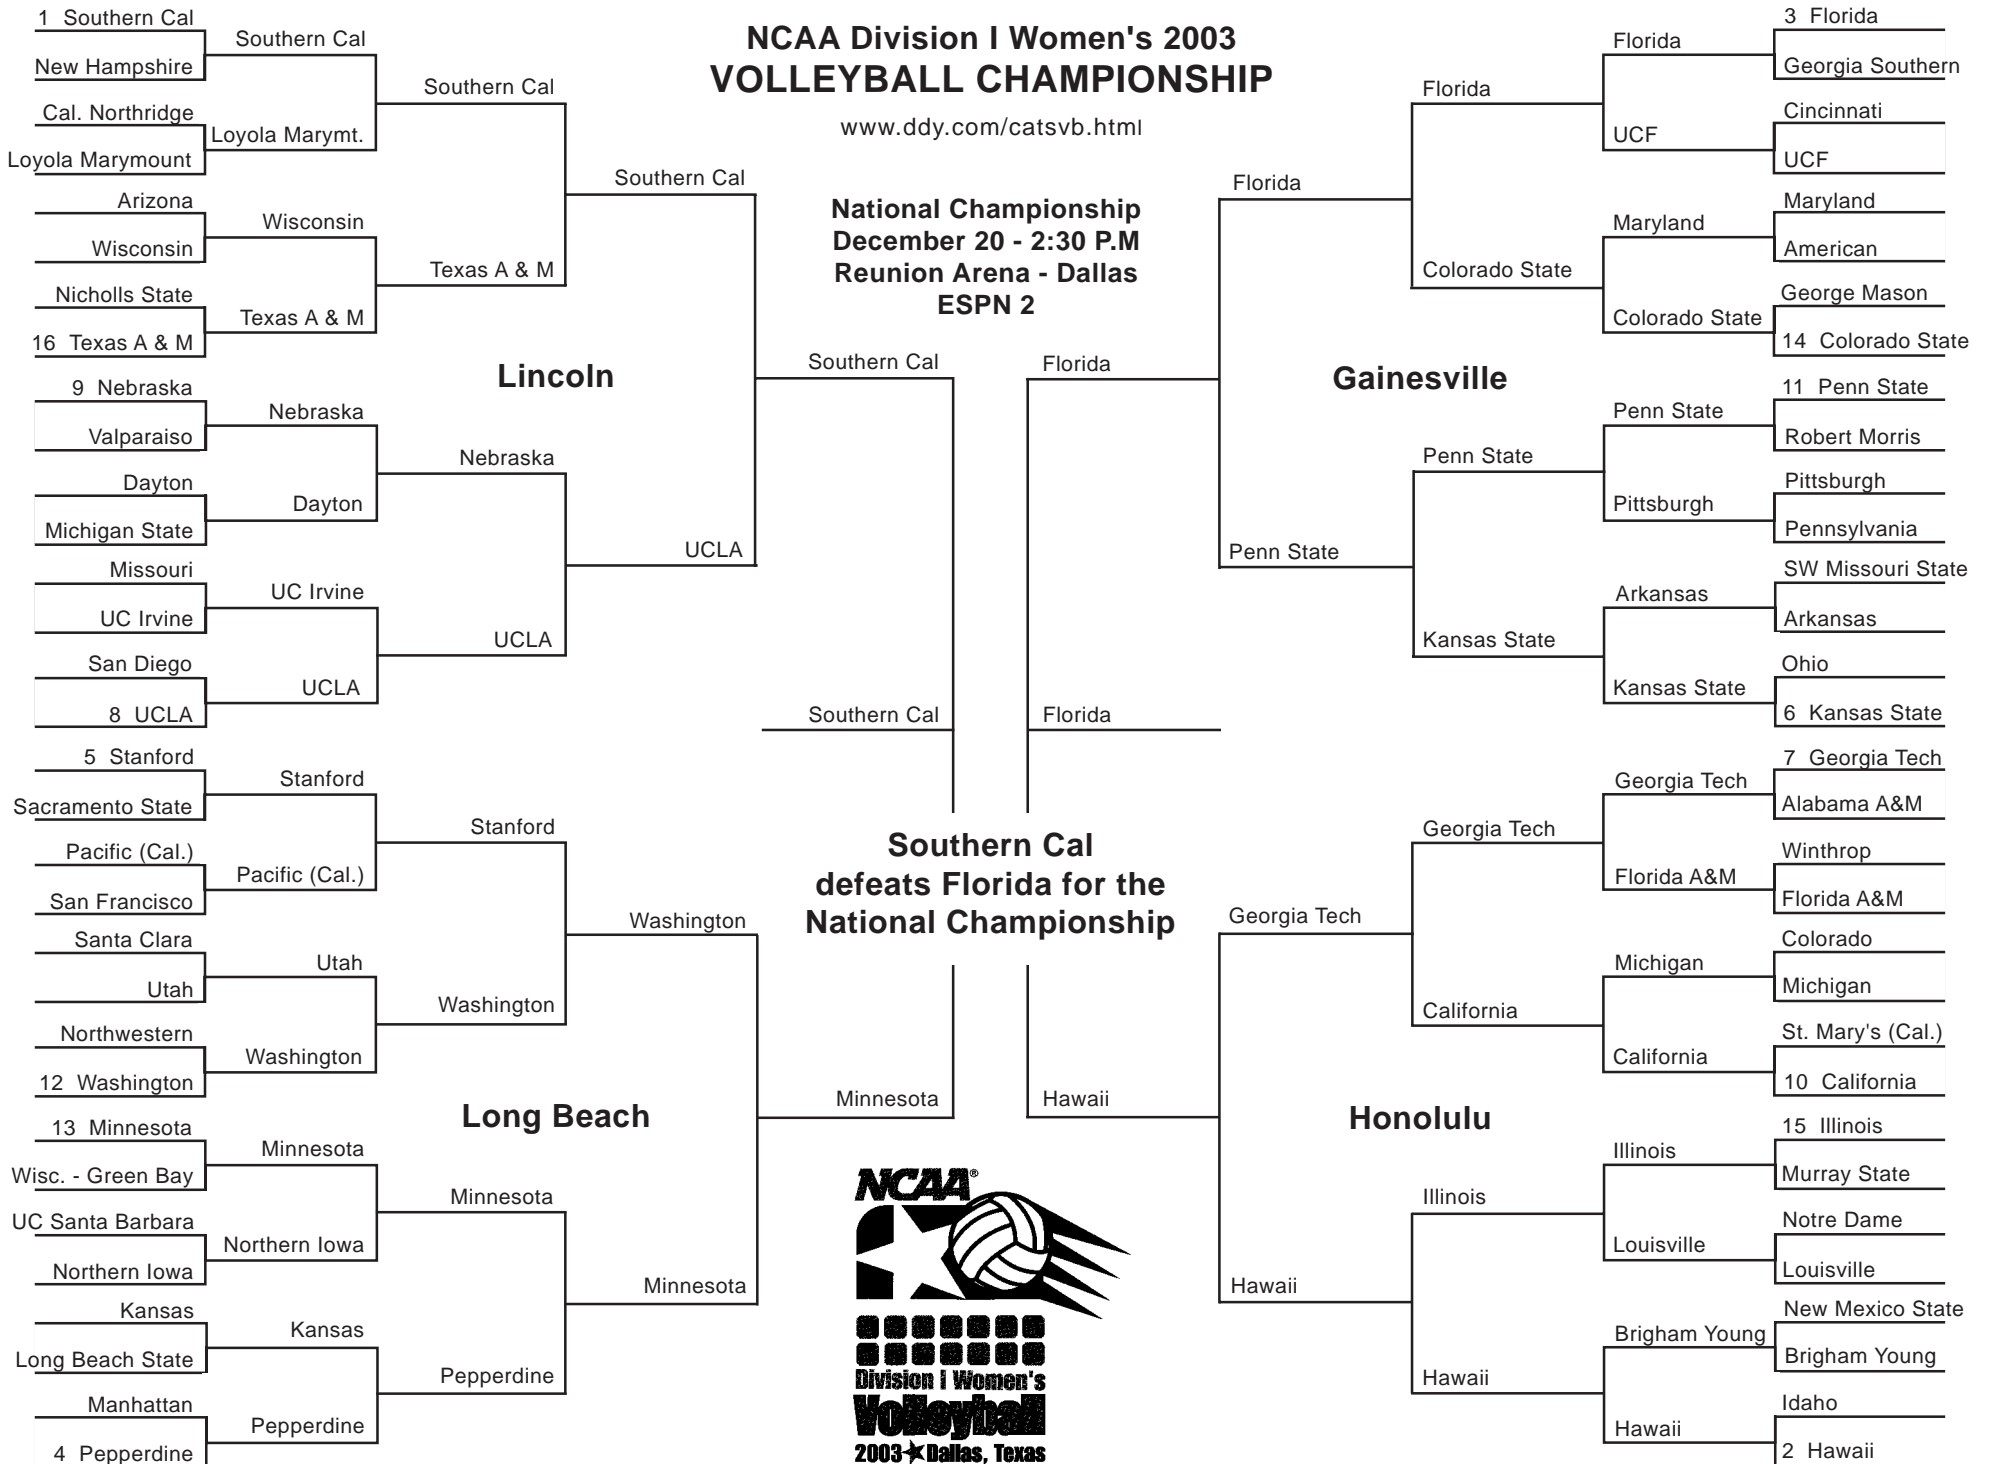 NCAA Division I Women's 2003
VOLLEYBALL CHAMPIONSHIP
www.ddy.com/catsvb.html
National Championship
December 20 - 2:30 P.M
Reunion Arena - Dallas
ESPN 2
1 Southern Cal
New Hampshire
Cal. Northridge
Loyola Marymount
Arizona
Wisconsin
Nicholls State
16 Texas A & M
9 Nebraska
Valparaiso
Dayton
Michigan State
Missouri
UC Irvine
San Diego
8 UCLA
5 Stanford
Sacramento State
Pacific (Cal.)
San Francisco
Santa Clara
Utah
Northwestern
12 Washington
13 Minnesota
Wisc. - Green Bay
UC Santa Barbara
Northern Iowa
Kansas
Long Beach State
Manhattan
4 Pepperdine
Southern Cal
Loyola Marymt.
Wisconsin
Texas A & M
Nebraska
Dayton
UC Irvine
UCLA
Stanford
Pacific (Cal.)
Utah
Washington
Minnesota
Northern Iowa
Kansas
Pepperdine
Southern Cal
Texas A & M
Nebraska
UCLA
Stanford
Washington
Minnesota
Pepperdine
Southern Cal
UCLA
Washington
Minnesota
Lincoln
Long Beach
Southern Cal
Southern Cal
Minnesota
Southern Cal
defeats Florida for the
National Championship
Florida
Florida
Hawaii
Gainesville
Honolulu
Florida
Penn State
Georgia Tech
Hawaii
Florida
Colorado State
Penn State
Kansas State
Georgia Tech
California
Illinois
Hawaii
Florida
UCF
Maryland
Colorado State
Penn State
Pittsburgh
Arkansas
Kansas State
Georgia Tech
Florida A&M
Michigan
California
Illinois
Louisville
Brigham Young
Hawaii
3 Florida
Georgia Southern
Cincinnati
UCF
Maryland
American
George Mason
14 Colorado State
11 Penn State
Robert Morris
Pittsburgh
Pennsylvania
SW Missouri State
Arkansas
Ohio
6 Kansas State
7 Georgia Tech
Alabama A&M
Winthrop
Florida A&M
Colorado
Michigan
St. Mary's (Cal.)
10 California
15 Illinois
Murray State
Notre Dame
Louisville
New Mexico State
Brigham Young
Idaho
2 Hawaii
NCAA®
Division I Women's
Volleyball
2003 Dallas, Texas